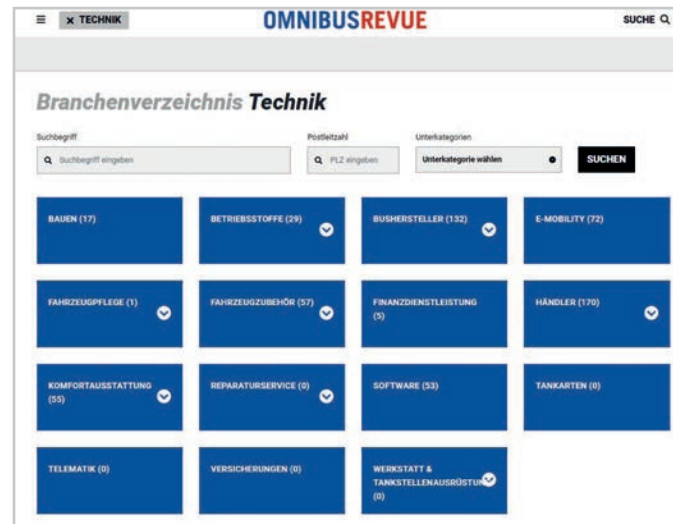 × TECHNIK
OMNIBUSREVUE
SUCHE
Branchenverzeichnis Technik
Suchbegriff
Postleitzahl
Unterkategorien
Suchbegriff eingeben
PLZ eingeben
Unterkategorie wählen
SUCHEN
BAUEN (17)
BETRIEBSSTOFFE (29)
BUSHERSTELLER (132)
E-MOBILITY (72)
FAHRZEUGPFLEGE (1)
FAHRZEUGZUBEHÖR (57)
FINANZDIENSTLEISTUNG
(5)
HÄNDLER (170)
KOMFORTAUSSTATTUNG
(55)
REPARATURSERVICE (0)
SOFTWARE (53)
TANKARTEN (0)
TELEMATIK (0)
VERSICHERUNGEN (0)
WERKSTATT &
TANKSTELLENAUSRÜSTUNG
(0)